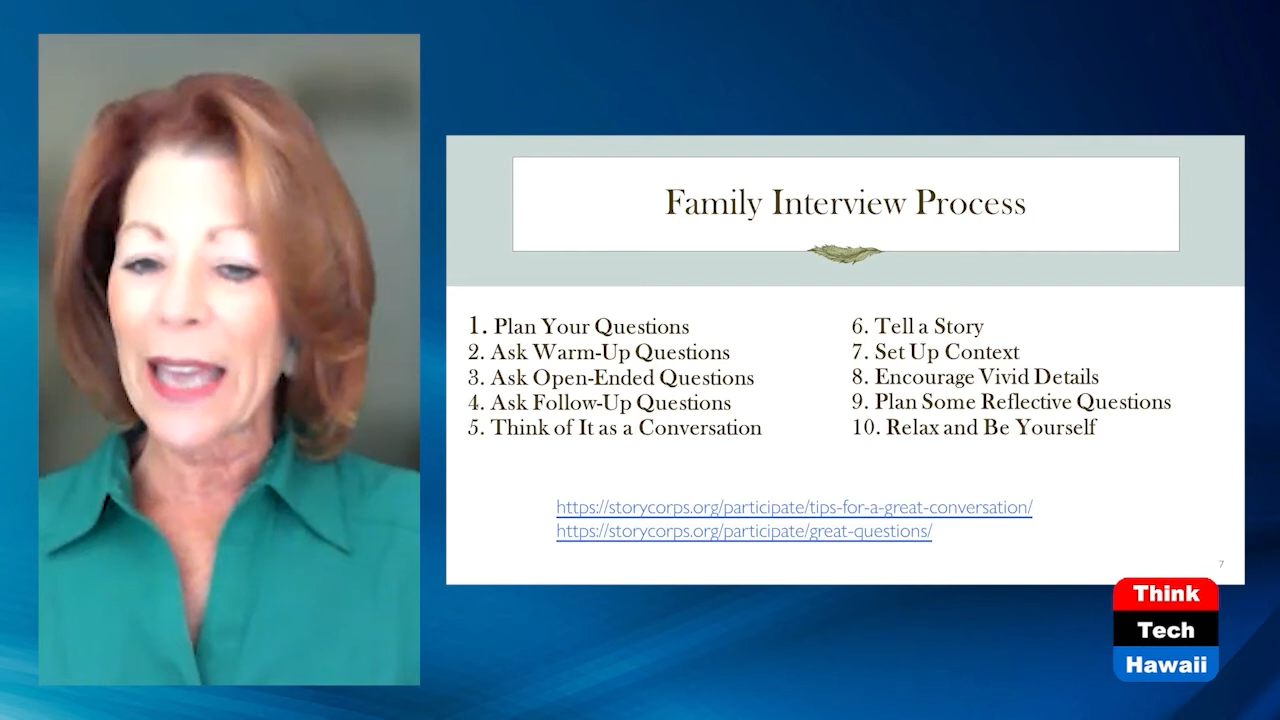 Family Interview Process
1. Plan Your Questions
2. Ask Warm-Up Questions
3. Ask Open-Ended Questions
4. Ask Follow-Up Questions
5. Think of It as a Conversation
6. Tell a Story
7. Set Up Context
8. Encourage Vivid Details
9. Plan Some Reflective Questions
10. Relax and Be Yourself
https://storycorps.org/participate/tips-for-a-great-conversation/
https://storycorps.org/participate/great-questions/
7
Think
Tech
Hawaii